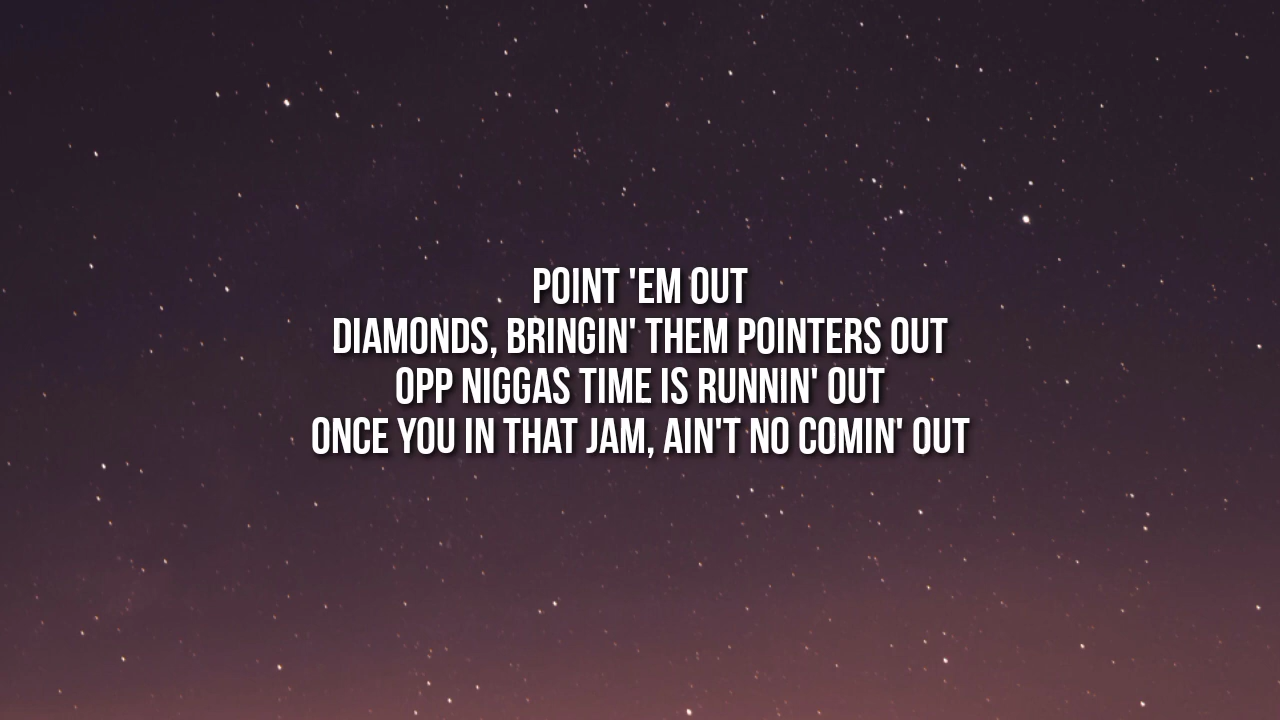 POINT 'EM OUT
DIAMONDS, BRINGIN' THEM POINTERS OUT
OPP NIGGAS TIME IS RUNNIN' OUT
ONCE YOU IN THAT JAM, AIN'T NO COMIN' OUT